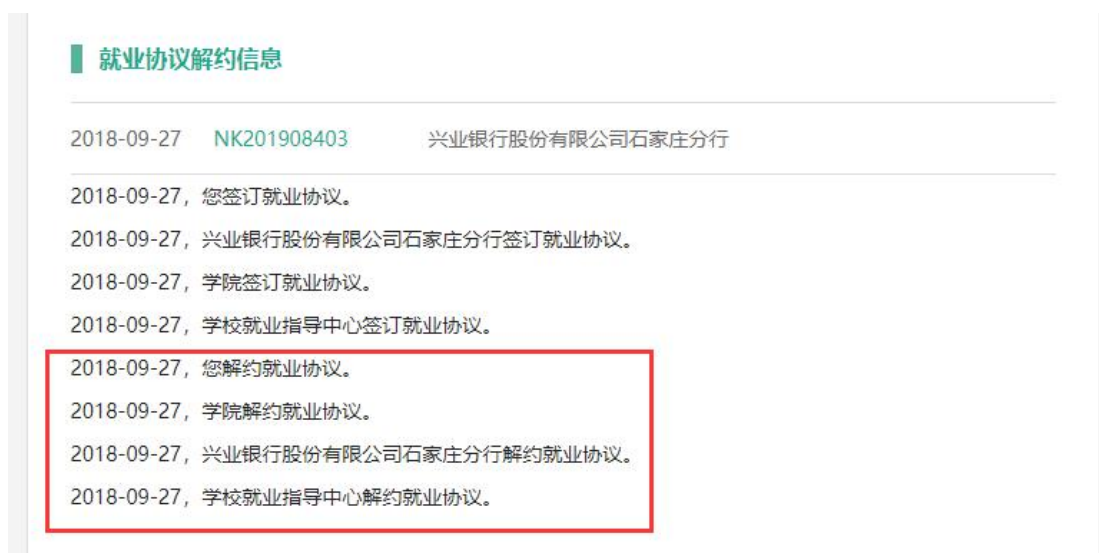 就业协议解约信息
2018-09-27 NK201908403 兴业银行股份有限公司石家庄分行
2018-09-27，您签订就业协议。
2018-09-27，兴业银行股份有限公司石家庄分行签订就业协议。
2018-09-27，学院签订就业协议。
2018-09-27，学校就业指导中心签订就业协议。
2018-09-27，您解约就业协议。
2018-09-27，学院解约就业协议。
2018-09-27，兴业银行股份有限公司石家庄分行解约就业协议。
2018-09-27，学校就业指导中心解约就业协议。